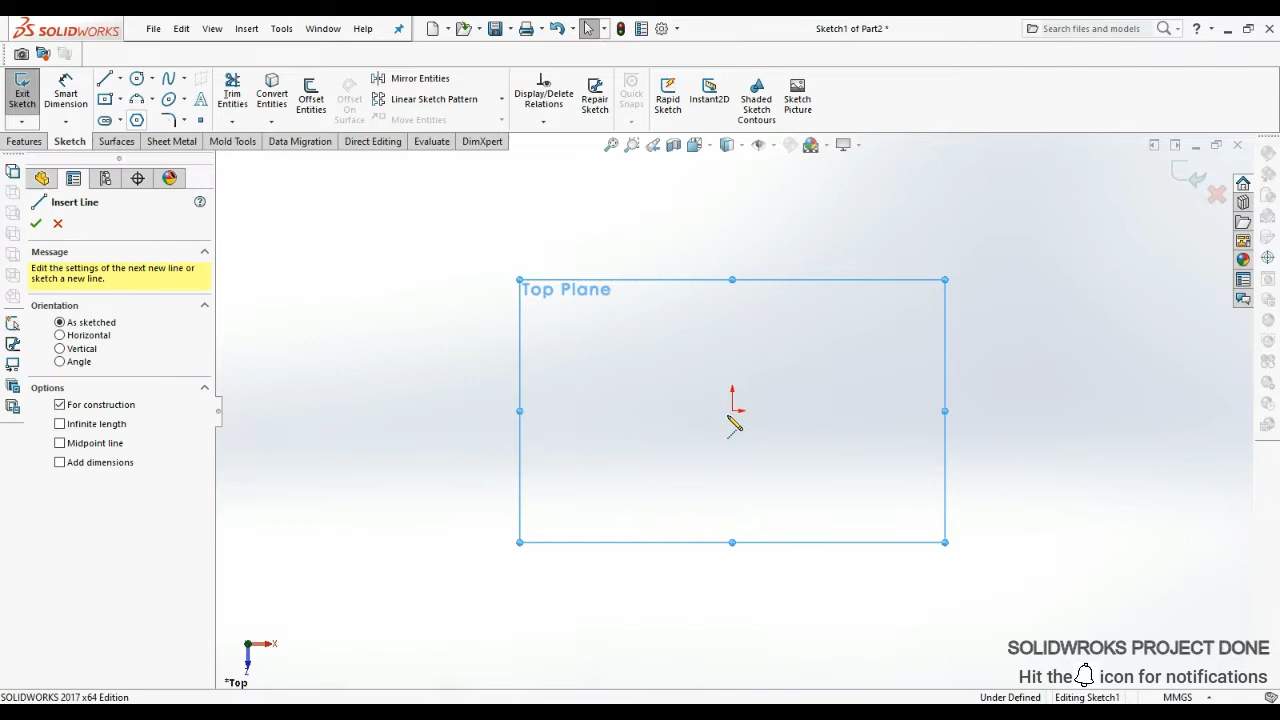 SOLIDWORKS File Edit View Insert Tools Window Help Sketch1 of Part2 * Search files and models
Exit Sketch
Smart Dimension
Trim Entities
Convert Entities
Offset Entities
Offset On Surface
Mirror Entities
Linear Sketch Pattern
Move Entities
Display/Delete Relations
Repair Sketch
Quick Snaps
Rapid Sketch
Instant2D
Shaded Sketch Contours
Sketch Picture
Features Sketch Surfaces Sheet Metal Mold Tools Data Migration Direct Editing Evaluate DimXpert
Insert Line
Message
Edit the settings of the next new line or
sketch a new line.
Orientation
As sketched
Horizontal
Vertical
Angle
Options
For construction
Infinite length
Midpoint line
Add dimensions
Top Plane
X
Z
*Top
SOLIDWROKS PROJECT DONE
Hit the icon for notifications
SOLIDWORKS 2017 x64 Edition Under Defined Editing Sketch1 MMGS